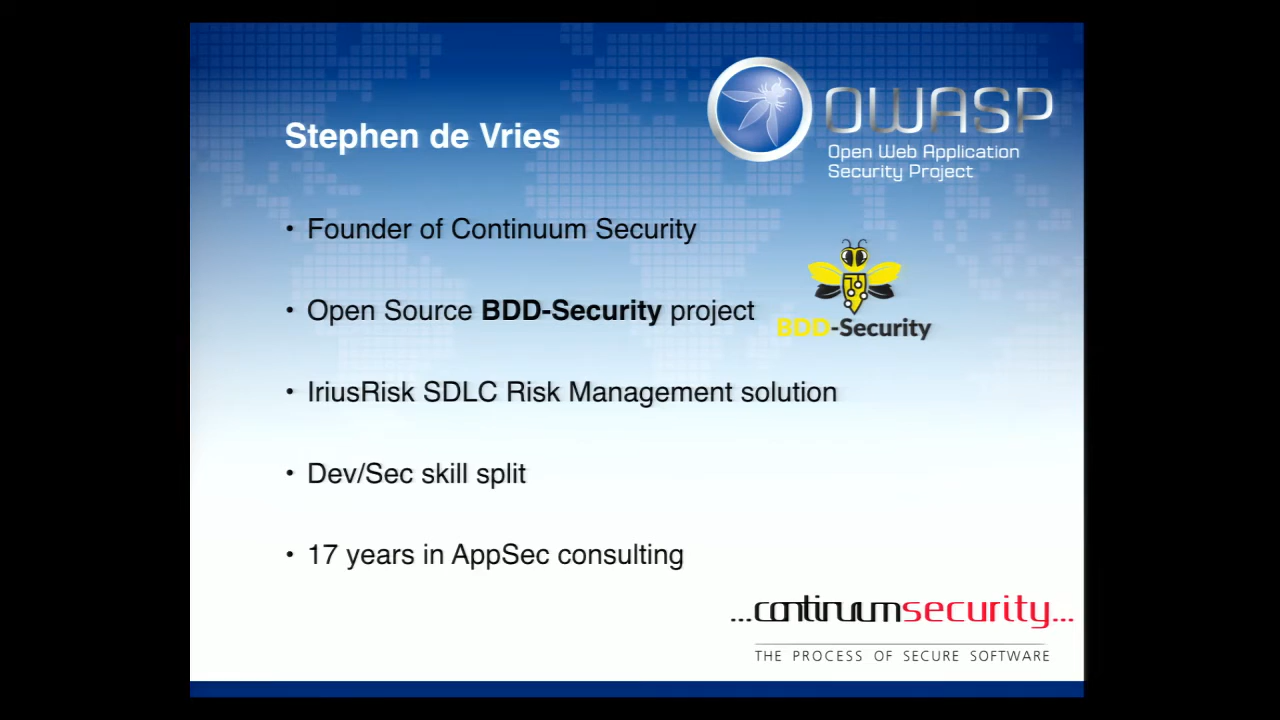 OWASP
Open Web Application
Security Project
Stephen de Vries
• Founder of Continuum Security
• Open Source BDD-Security project
BDD-Security
• IriusRisk SDLC Risk Management solution
• Dev/Sec skill split
• 17 years in AppSec consulting
...continuumsecurity...
THE PROCESS OF SECURE SOFTWARE